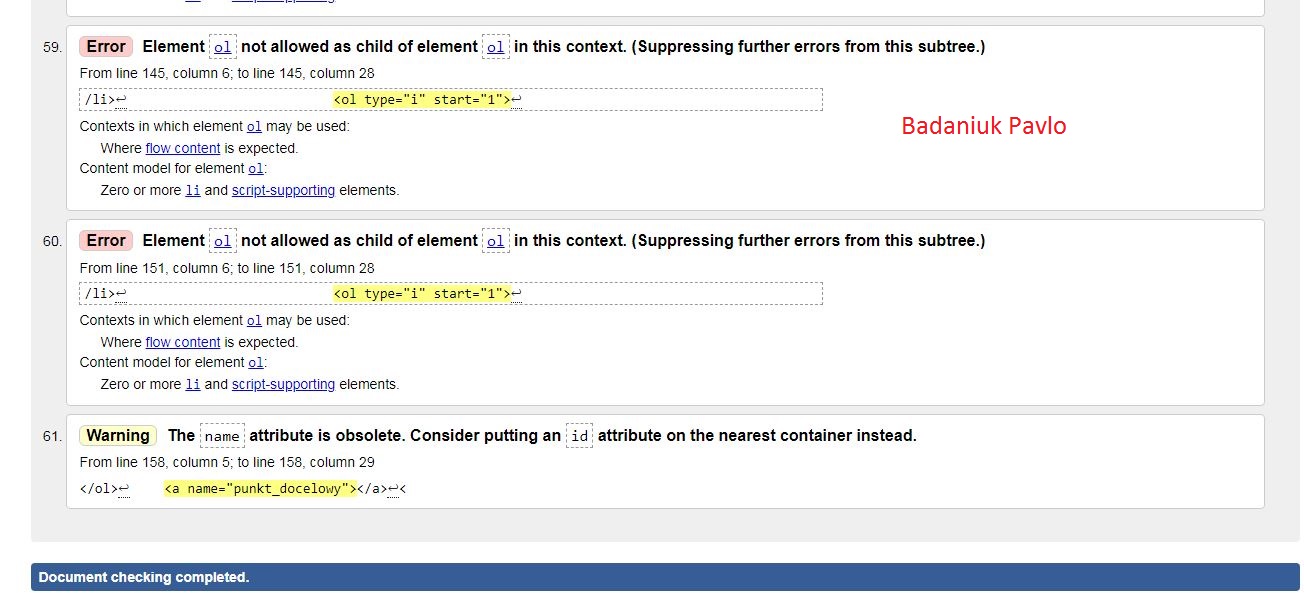 59. Error Element ol not allowed as child of element ol in this context. (Suppressing further errors from this subtree.)
From line 145, column 6; to line 145, column 28
/li>↩ <ol type="i" start="1">↩
Badaniuk Pavlo
Contexts in which element ol may be used:
Where flow content is expected.
Content model for element ol:
Zero or more li and script-supporting elements.
60. Error Element ol not allowed as child of element ol in this context. (Suppressing further errors from this subtree.)
From line 151, column 6; to line 151, column 28
/li>↩ <ol type="i" start="1">↩
Contexts in which element ol may be used:
Where flow content is expected.
Content model for element ol:
Zero or more li and script-supporting elements.
61. Warning The name attribute is obsolete. Consider putting an id attribute on the nearest container instead.
From line 158, column 5; to line 158, column 29
</ol>↩ <a name="punkt_docelowy"></a>↩<
Document checking completed.